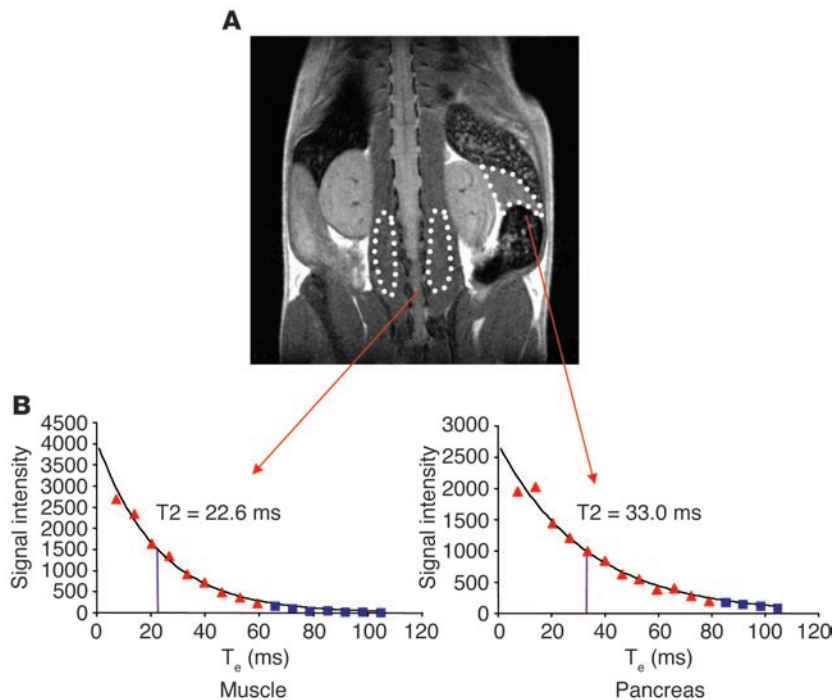 A
B
4500
4000
3500
3000
2500
2000
1500
1000
500
0
Signal intensity
T2 = 22.6 ms
0 20 40 60 80 100 120
Te (ms)
Muscle
3000
2500
2000
1500
1000
500
0
Signal intensity
T2 = 33.0 ms
0 20 40 60 80 100 120
Te (ms)
Pancreas